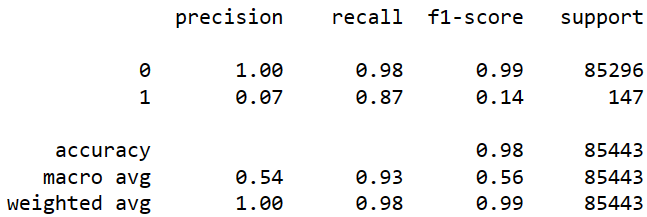 precision recall f1-score support
0 1.00 0.98 0.99 85296
1 0.07 0.87 0.14 147
accuracy 0.98 85443
macro avg 0.54 0.93 0.56 85443
weighted avg 1.00 0.98 0.99 85443